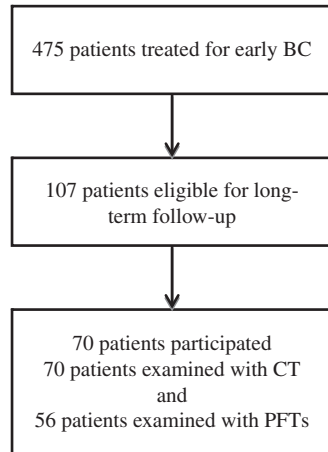 475 patients treated for early BC
107 patients eligible for long-
term follow-up
70 patients participated
70 patients examined with CT
and
56 patients examined with PFTs